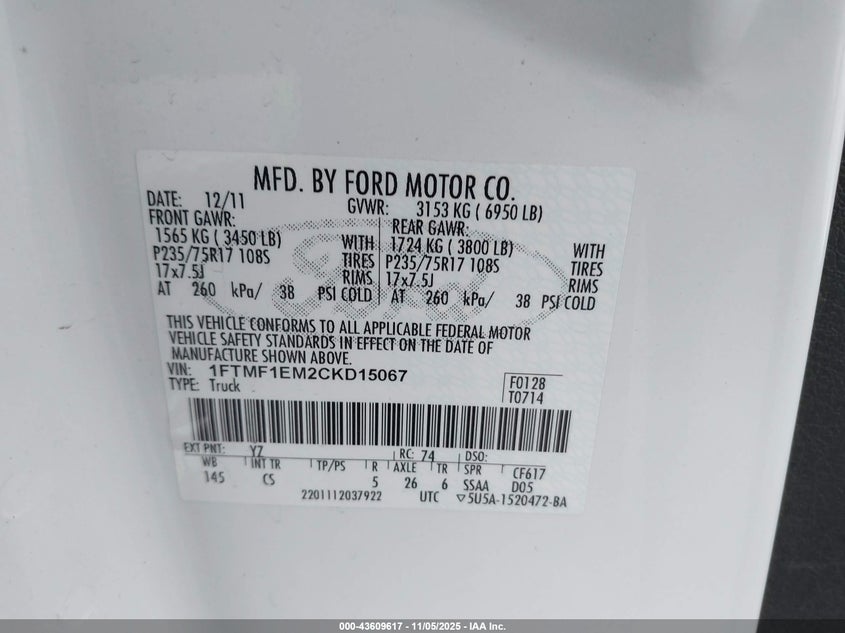 MFD. BY FORD MOTOR CO.
DATE: 12/11 GVWR: 3153 KG ( 6950 LB)
FRONT GAWR: REAR GAWR:
1565 KG ( 3450 LB) WITH 1724 KG ( 3800 LB) WITH
P235/75R17 108S TIRES P235/75R17 108S TIRES
17x7.5J RIMS 17x7.5J RIMS
AT 260 kPa/ 38 PSI COLD AT 260 kPa/ 38 PSI COLD
THIS VEHICLE CONFORMS TO ALL APPLICABLE FEDERAL MOTOR
VEHICLE SAFETY STANDARDS IN EFFECT ON THE DATE OF
MANUFACTURE SHOWN ABOVE.
VIN: 1FTMF1EM2CKD15067 F0128
TYPE: Truck T0714
EXT PNT: YZ RC: 74 DSO:
WB INT TR TP/PS R AXLE TR SPR CF617
145 CS 5 26 6 SSAA D05
2201112037922 UTC ▽5U5A-1520472-BA
000-43609617 - 11/05/2025 - IAA Inc.